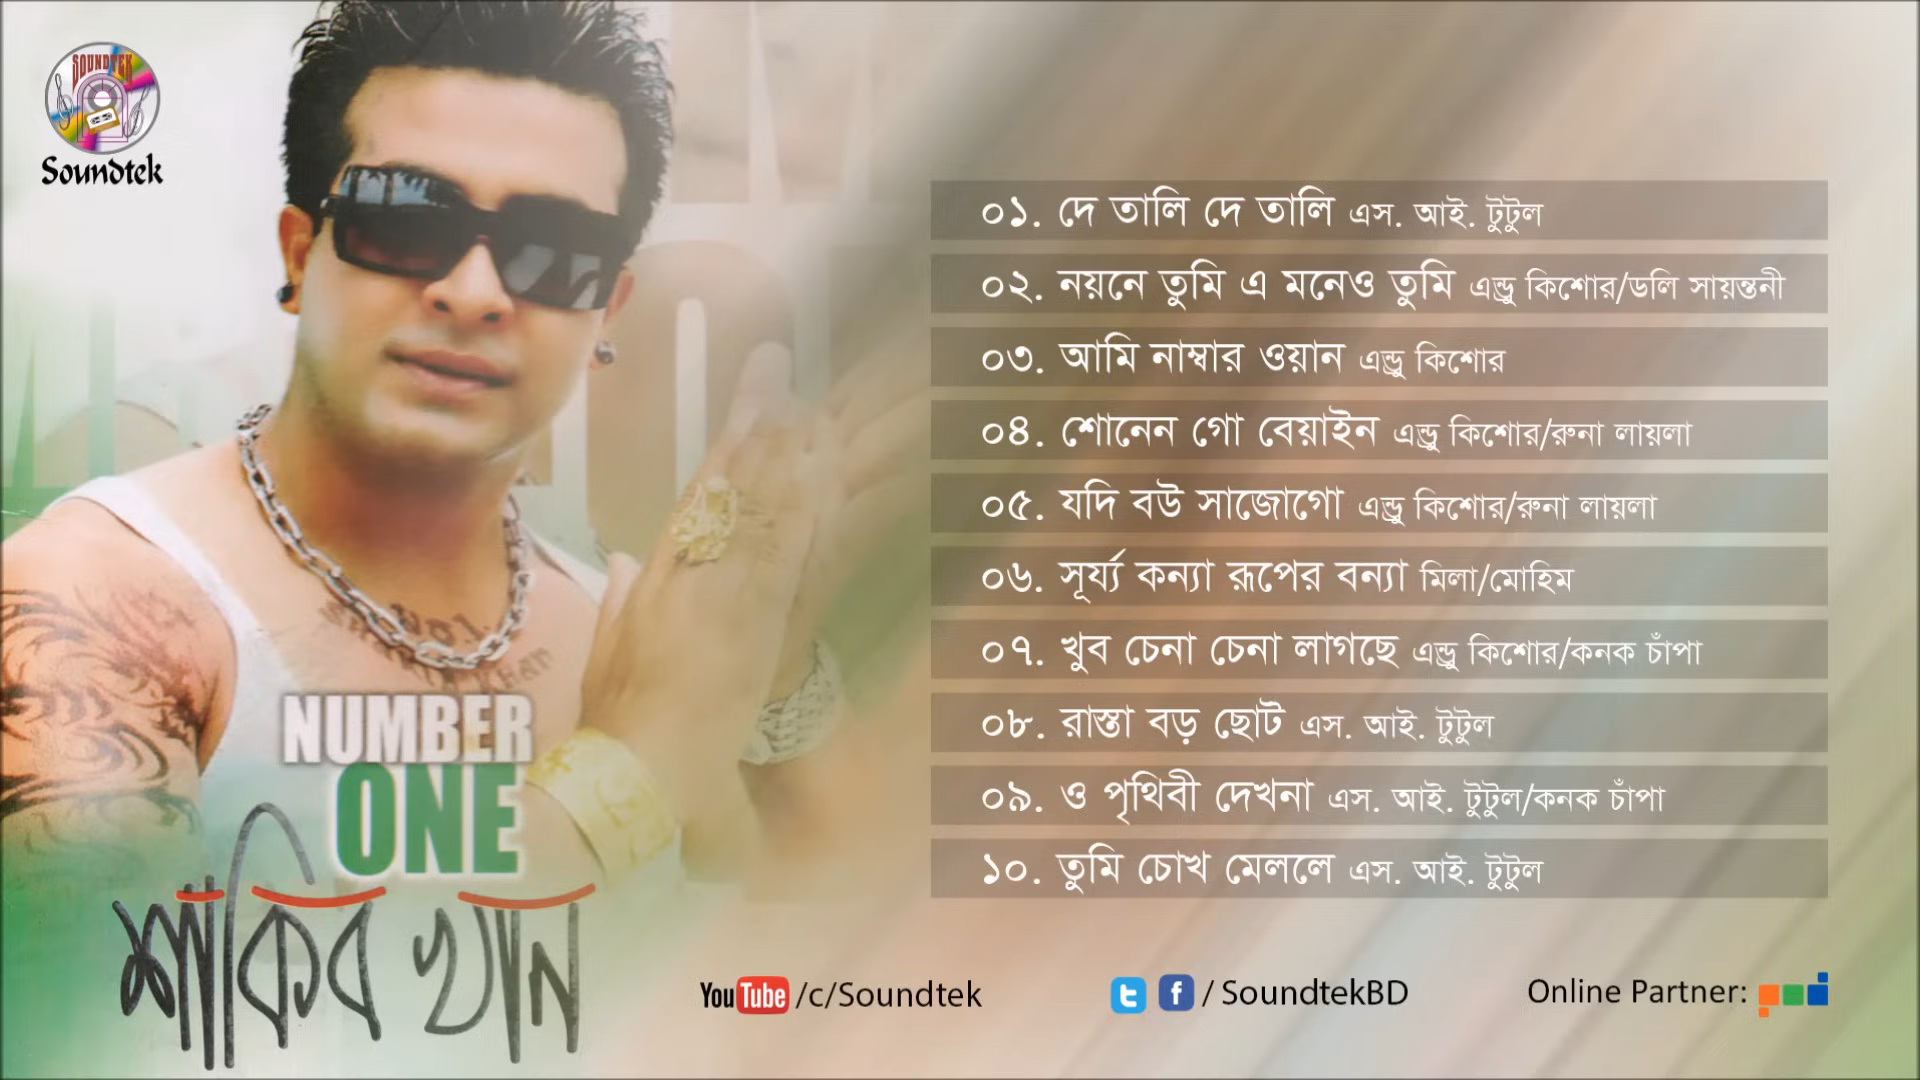 SOUNDTEK
Soundtek
০১. দে তালি দে তালি এস. আই. টুটুল
০২. নয়নে তুমি এ মনেও তুমি এন্ড্রু কিশোর/ডলি সায়ন্তনী
০৩. আমি নাম্বার ওয়ান এন্ড্রু কিশোর
০৪. শোনেন গো বেয়াইন এন্ড্রু কিশোর/রুনা লায়লা
০৫. যদি বউ সাজোগো এন্ড্রু কিশোর/রুনা লায়লা
০৬. সূর্য্য কন্যা রূপের বন্যা মিলা/মোহিম
০৭. খুব চেনা চেনা লাগছে এন্ড্রু কিশোর/কনক চাঁপা
০৮. রাস্তা বড় ছোট এস. আই. টুটুল
০৯. ও পৃথিবী দেখনা এস. আই. টুটুল/কনক চাঁপা
১০. তুমি চোখ মেললে এস. আই. টুটুল
NUMBER
ONE
শাকিব খান
YouTube /c/Soundtek
/ SoundtekBD
Online Partner: